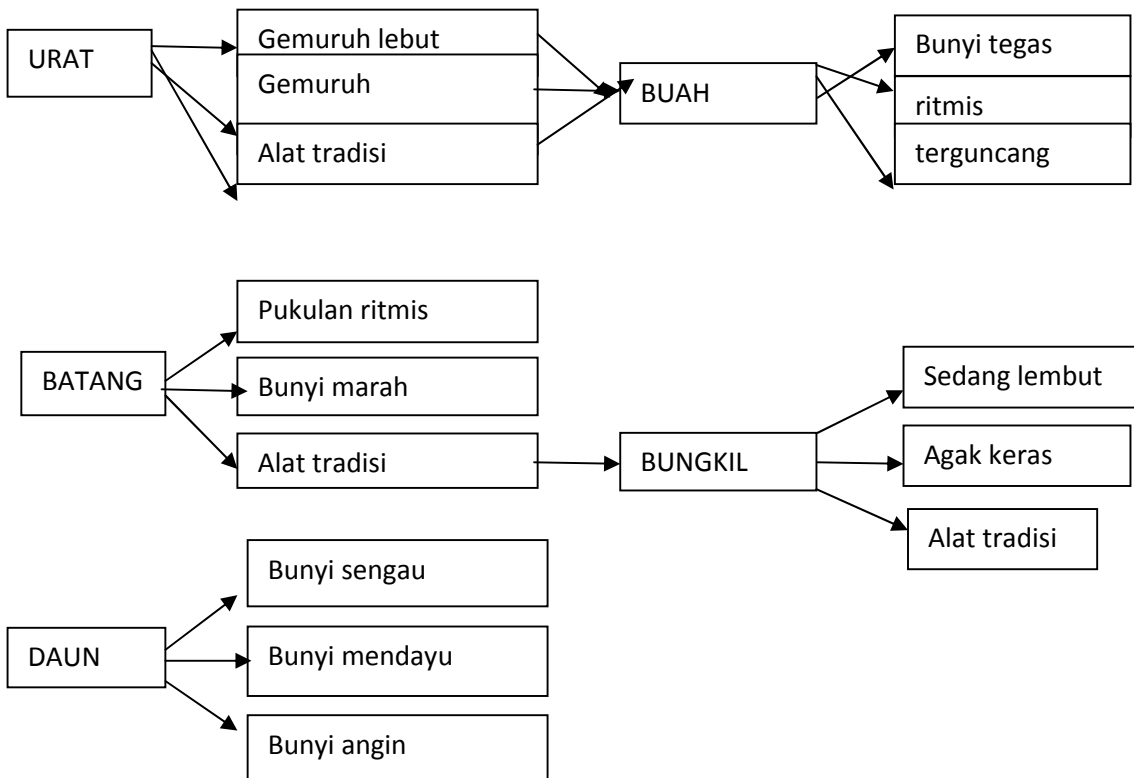 URAT
Gemuruh lebut
Gemuruh
Alat tradisi
BUAH
Bunyi tegas
ritmis
terguncang
BATANG
Pukulan ritmis
Bunyi marah
Alat tradisi
BUNGKIL
Sedang lembut
Agak keras
Alat tradisi
DAUN
Bunyi sengau
Bunyi mendayu
Bunyi angin